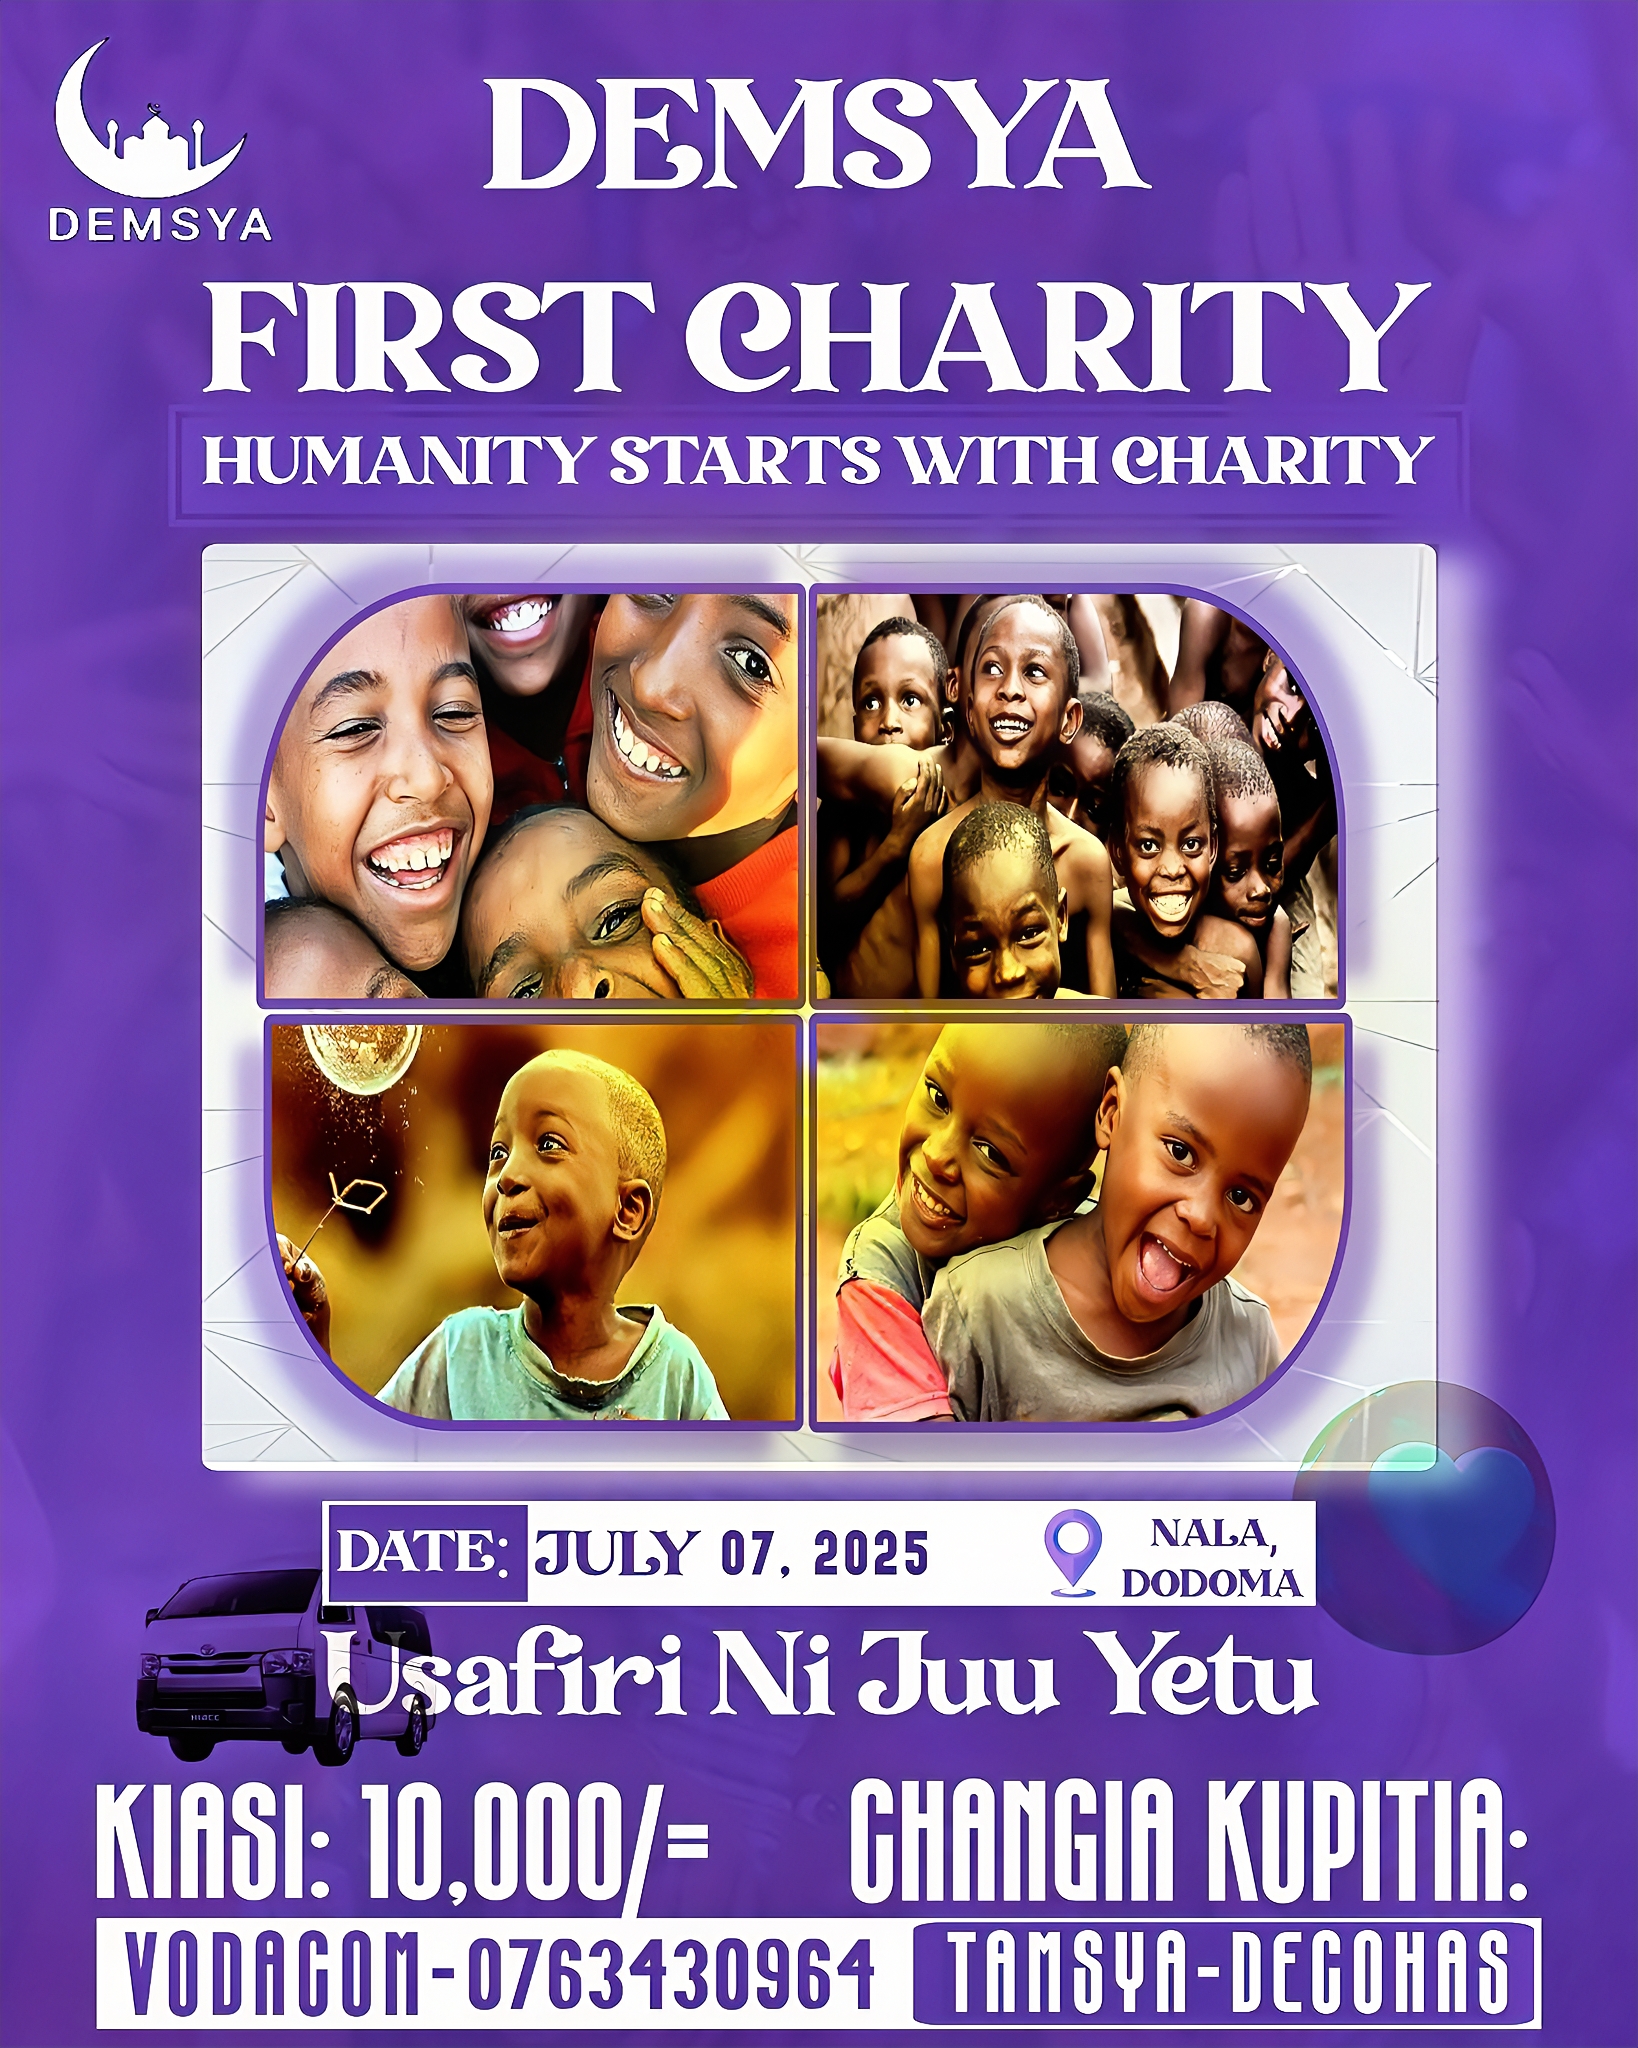 DEMSYA
DEMSYA
FIRST CHARITY
HUMANITY STARTS WITH CHARITY
DATE: JULY 07, 2025
NALA,
DODOMA
Usafiri Ni Juu Yetu
HIACE
KIASI: 10,000/=
CHANGIA KUPITIA:
VODACOM-0763430964
TAMSYA-DECOHAS